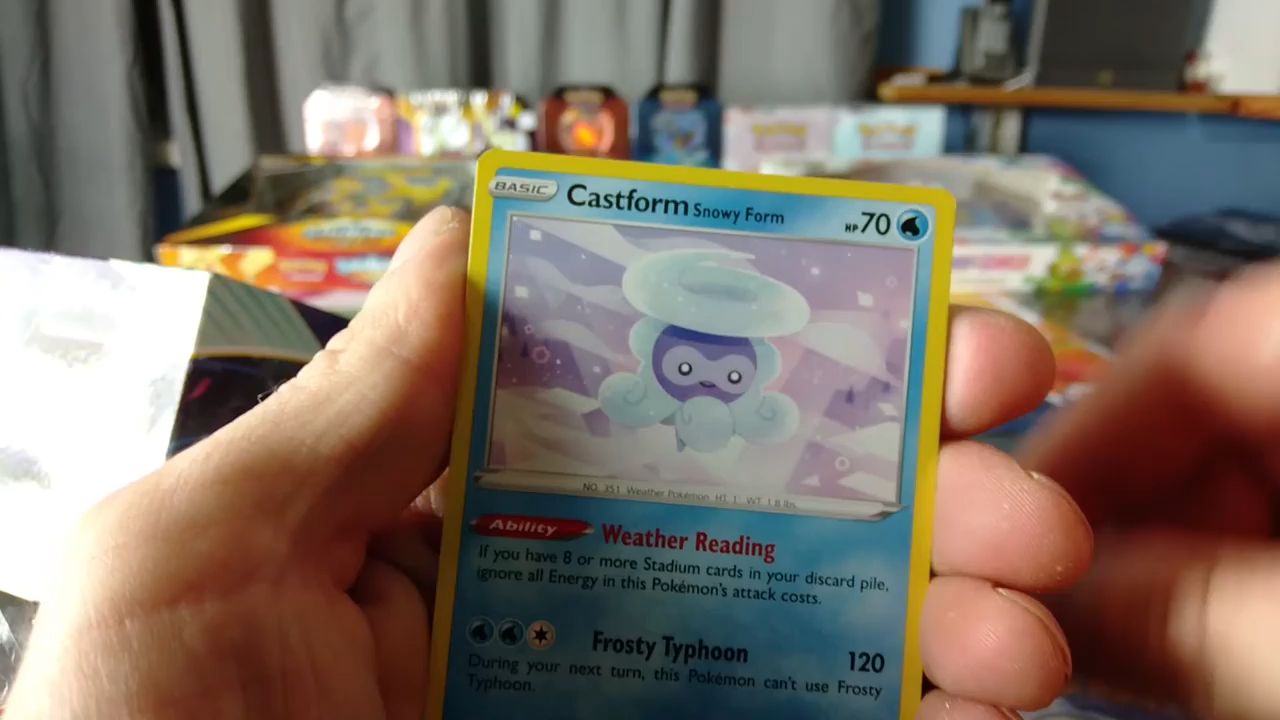 BASIC
Castform Snowy Form
HP 70
NO. 351 Weather Pokémon HT. 1' WT. 1.8 lbs.
Ability Weather Reading
If you have 8 or more Stadium cards in your discard pile,
ignore all Energy in this Pokémon's attack costs.
Frosty Typhoon 120
During your next turn, this Pokémon can't use Frosty
Typhoon.